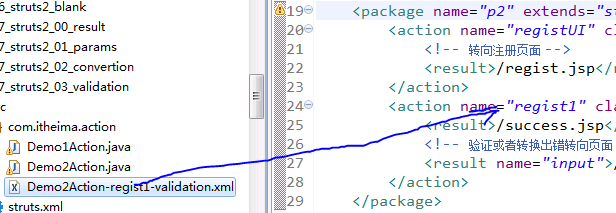 6_struts2_blank
7_struts2_00_result
7_struts2_01_params
7_struts2_02_convertion
7_struts2_03_validation
c
com.itheima.action
Demo1Action.java
Demo2Action.java
Demo2Action-regist1-validation.xml
struts.xml
19 <package name="p2" extends="st
20 <action name="registUI" cl
21 <!-- 转向注册页面 -->
22 <result>/regist.jsp</r
23 </action>
24 <action name="regist1" cla
25 <result>/success.jsp</
26 <!-- 验证或者转换出错转向页面
27 <result name="input">/
28 </action>
29 </package>